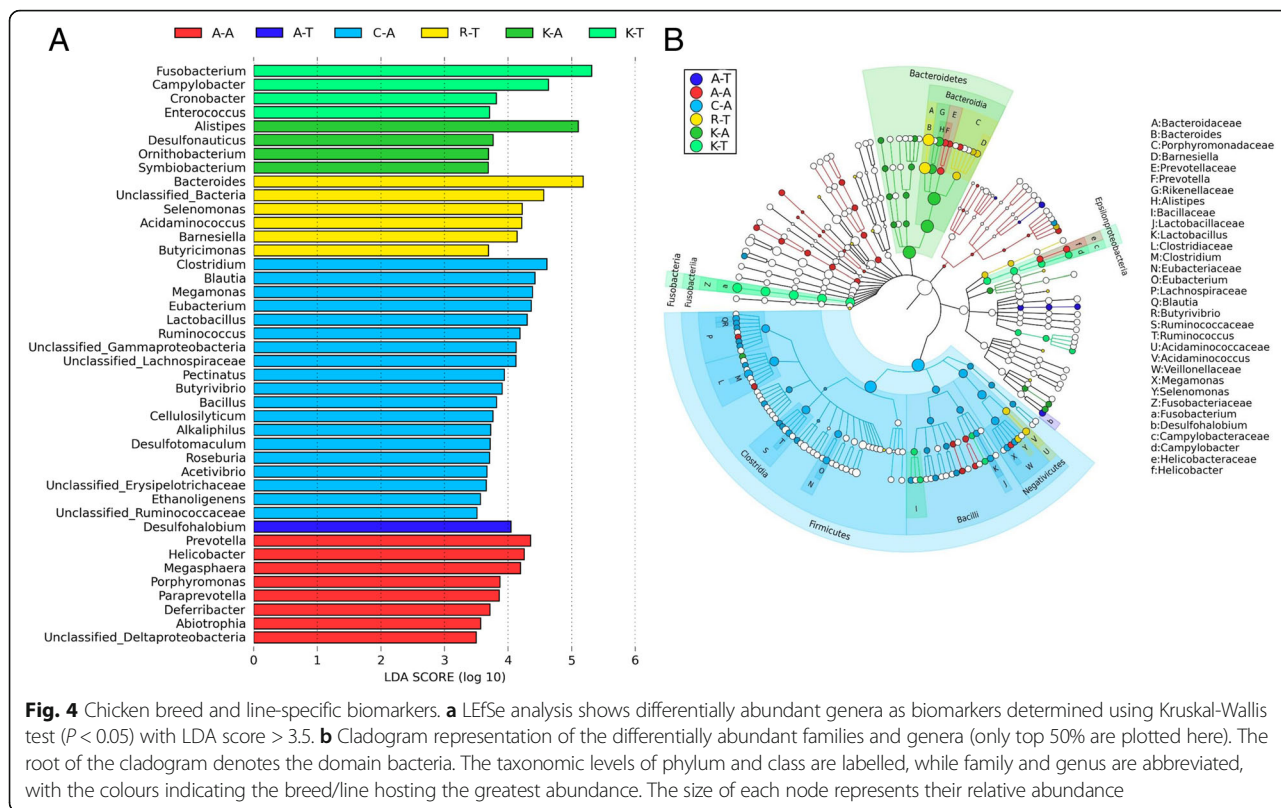 A
A-A A-T C-A R-T K-A K-T
Fusobacterium
Campylobacter
Cronobacter
Enterococcus
Alistipes
Desulfonauticus
Ornithobacterium
Symbiobacterium
Bacteroides
Unclassified_Bacteria
Selenomonas
Acidaminococcus
Barnesiella
Butyricimonas
Clostridium
Blautia
Megamonas
Eubacterium
Lactobacillus
Ruminococcus
Unclassified_Gammaproteobacteria
Unclassified_Lachnospiraceae
Pectinatus
Butyrivibrio
Bacillus
Cellulosilyticum
Alkaliphilus
Desulfotomaculum
Roseburia
Acetivibrio
Unclassified_Erysipelotrichaceae
Ethanoligenens
Unclassified_Ruminococcaceae
Desulfohalobium
Prevotella
Helicobacter
Megasphaera
Porphyromonas
Paraprevotella
Deferribacter
Abiotrophia
Unclassified_Deltaproteobacteria
0 1 2 3 4 5 6
LDA SCORE (log 10)
B
A-T
A-A
C-A
R-T
K-A
K-T
Bacteroidetes
Bacteroidia
A G E C
B H F D
Epsilonproteobacteria
e
f
d c
b
Fusobacteria
Fusobacteriia
Z a
Q R
P
L M
S T
N O
Clostridia
Firmicutes
I
Bacilli
J K
Negativicutes
W X Y V
U
A:Bacteroidaceae
B:Bacteroides
C:Porphyromonadaceae
D:Barnesiella
E:Prevotellaceae
F:Prevotella
G:Rikenellaceae
H:Alistipes
I:Bacillaceae
J:Lactobacillaceae
K:Lactobacillus
L:Clostridiaceae
M:Clostridium
N:Eubacteriaceae
O:Eubacterium
P:Lachnospiraceae
Q:Blautia
R:Butyrivibrio
S:Ruminococcaceae
T:Ruminococcus
U:Acidaminococcaceae
V:Acidaminococcus
W:Veillonellaceae
X:Megamonas
Y:Selenomonas
Z:Fusobacteriaceae
a:Fusobacterium
b:Desulfohalobium
c:Campylobacteraceae
d:Campylobacter
e:Helicobacteraceae
f:Helicobacter
Fig. 4 Chicken breed and line-specific biomarkers. a LEfSe analysis shows differentially abundant genera as biomarkers determined using Kruskal-Wallis
test (P < 0.05) with LDA score > 3.5. b Cladogram representation of the differentially abundant families and genera (only top 50% are plotted here). The
root of the cladogram denotes the domain bacteria. The taxonomic levels of phylum and class are labelled, while family and genus are abbreviated,
with the colours indicating the breed/line hosting the greatest abundance. The size of each node represents their relative abundance